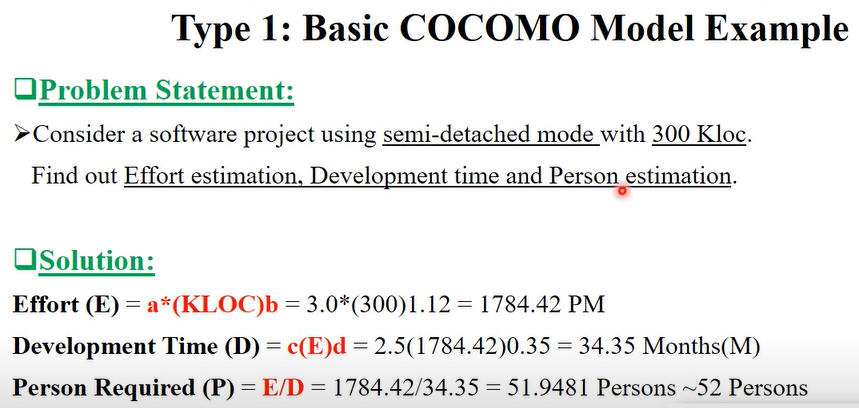 Type 1: Basic COCOMO Model Example
❑Problem Statement:
➢Consider a software project using semi-detached mode with 300 Kloc.
Find out Effort estimation, Development time and Person estimation.
❑Solution:
Effort (E) = a*(KLOC)b = 3.0*(300)1.12 = 1784.42 PM
Development Time (D) = c(E)d = 2.5(1784.42)0.35 = 34.35 Months(M)
Person Required (P) = E/D = 1784.42/34.35 = 51.9481 Persons ~52 Persons